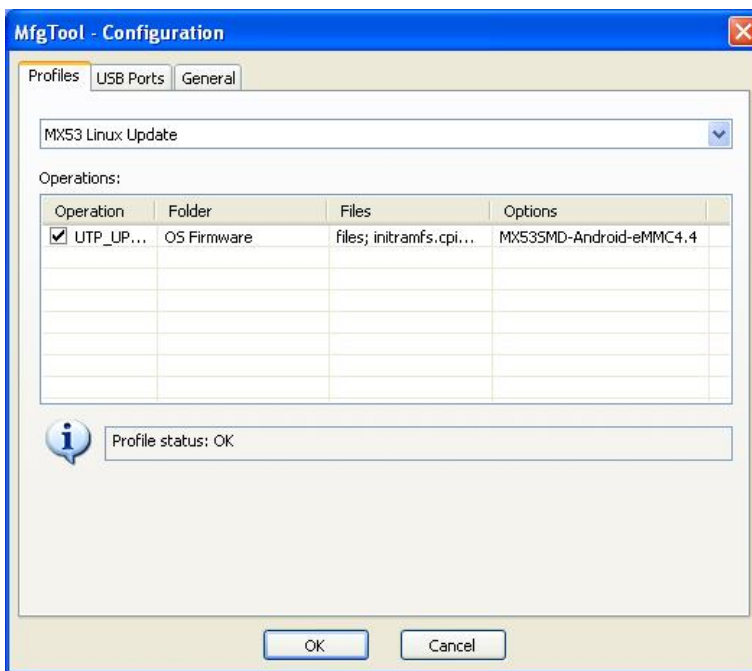 MfgTool - Configuration
Profiles USB Ports General
MX53 Linux Update
Operations:
Operation Folder Files Options
UTP_UP... OS Firmware files; initramfs.cpi... MX53SMD-Android-eMMC4.4
Profile status: OK
OK Cancel